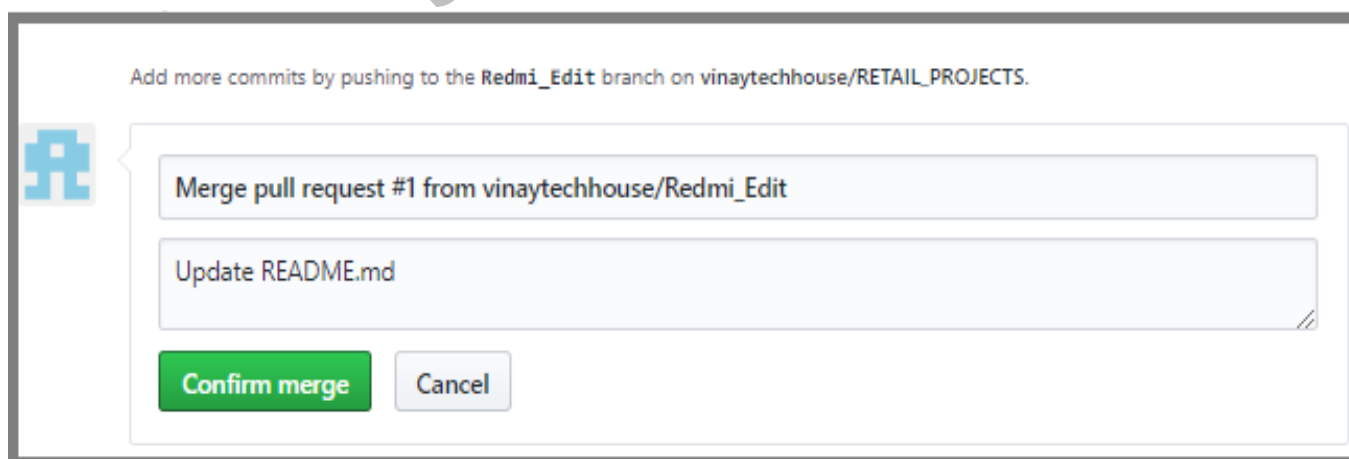 Add more commits by pushing to the Redmi_Edit branch on vinaytechhouse/RETAIL_PROJECTS.
Merge pull request #1 from vinaytechhouse/Redmi_Edit
Update README.md
Confirm merge Cancel